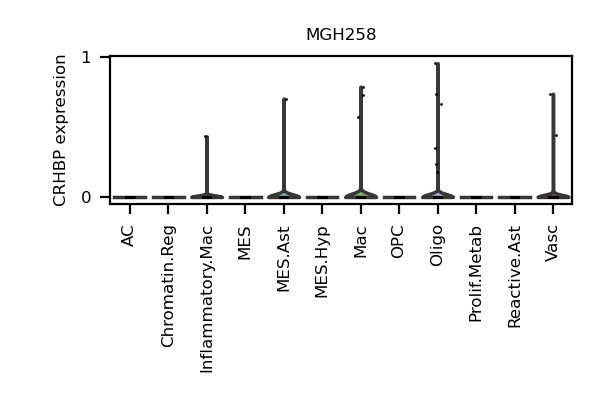 MGH258
CRHBP expression
1
0
AC
Chromatin.Reg
Inflammatory.Mac
MES
MES.Ast
MES.Hyp
Mac
OPC
Oligo
Prolif.Metab
Reactive.Ast
Vasc